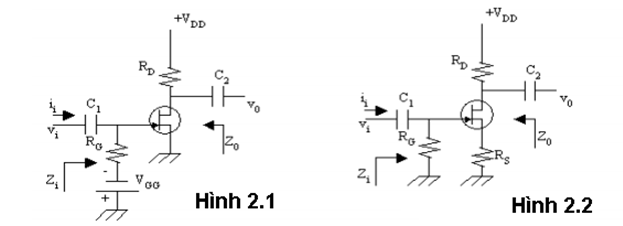 +VDD
RD
C2
v0
ii
C1
vi
RG
Z0
Zi
-
VGG
+
Hình 2.1
+VDD
RD
C2
v0
ii
C1
vi
RG
Z0
Zi
RS
Hình 2.2